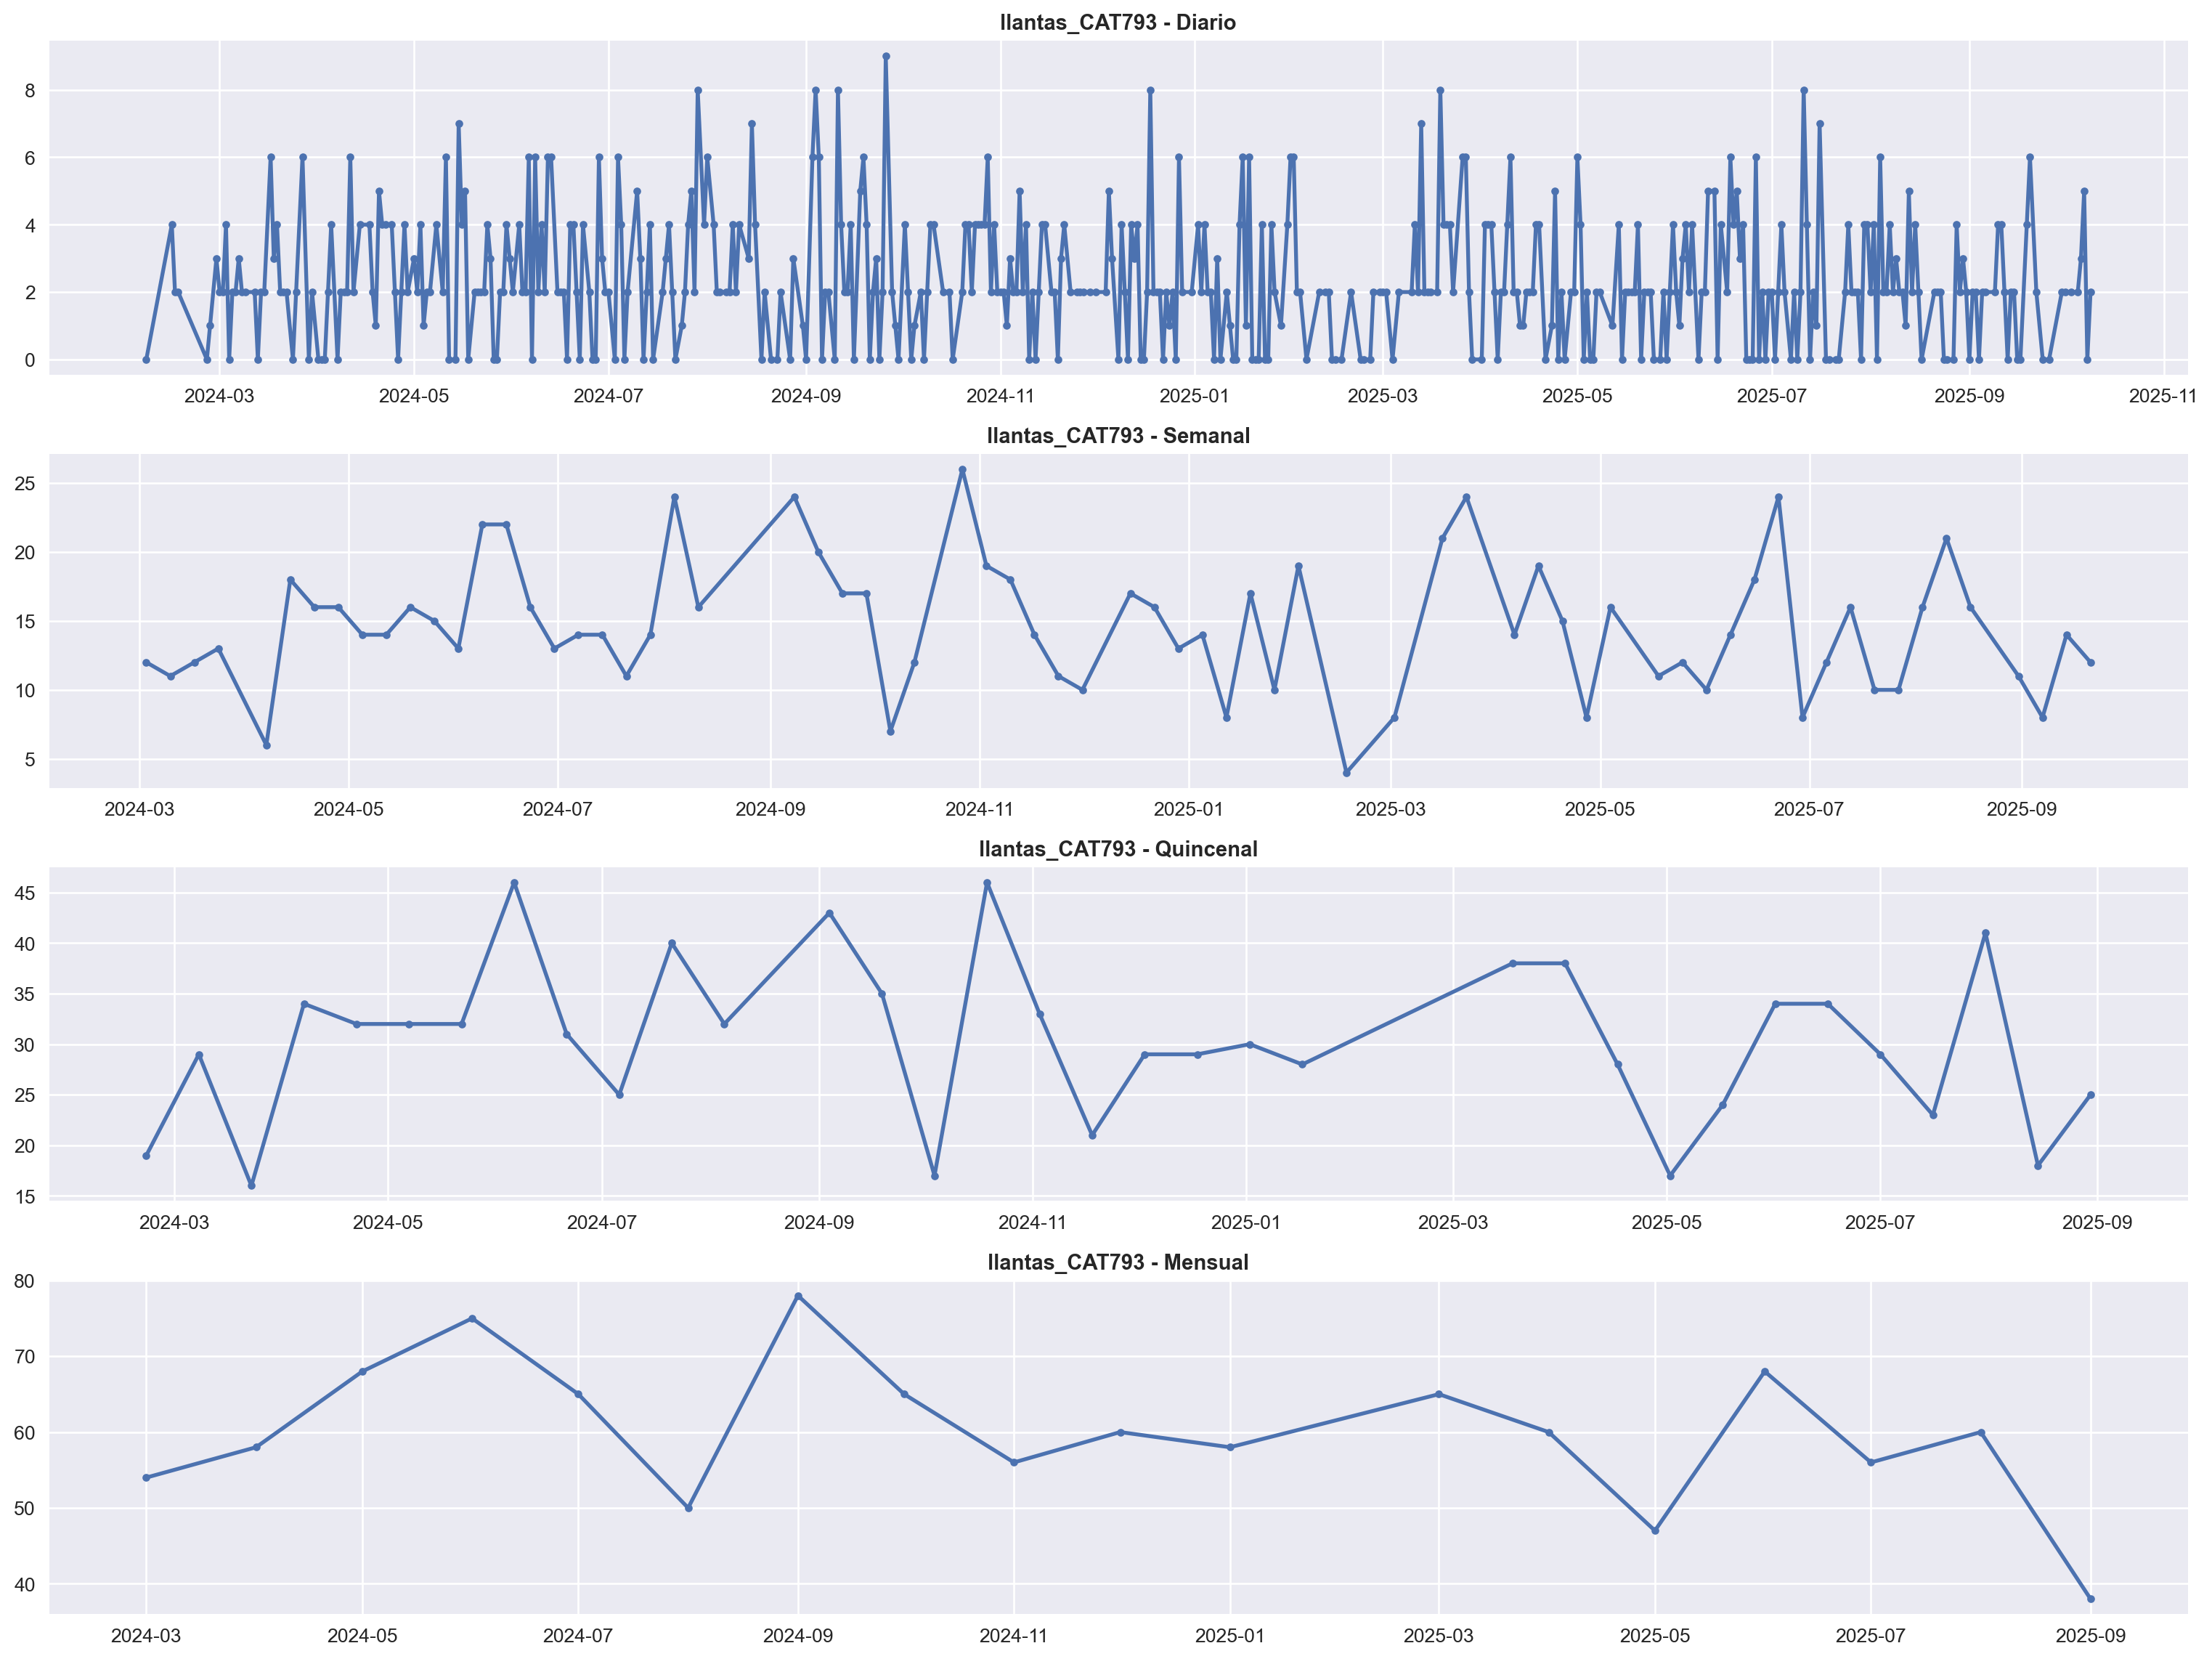 llantas_CAT793 - Diario
8
6
4
2
0
2024-03 2024-05 2024-07 2024-09 2024-11 2025-01 2025-03 2025-05 2025-07 2025-09 2025-11
llantas_CAT793 - Semanal
25
20
15
10
5
2024-03 2024-05 2024-07 2024-09 2024-11 2025-01 2025-03 2025-05 2025-07 2025-09
llantas_CAT793 - Quincenal
45
40
35
30
25
20
15
2024-03 2024-05 2024-07 2024-09 2024-11 2025-01 2025-03 2025-05 2025-07 2025-09
llantas_CAT793 - Mensual
80
70
60
50
40
2024-03 2024-05 2024-07 2024-09 2024-11 2025-01 2025-03 2025-05 2025-07 2025-09